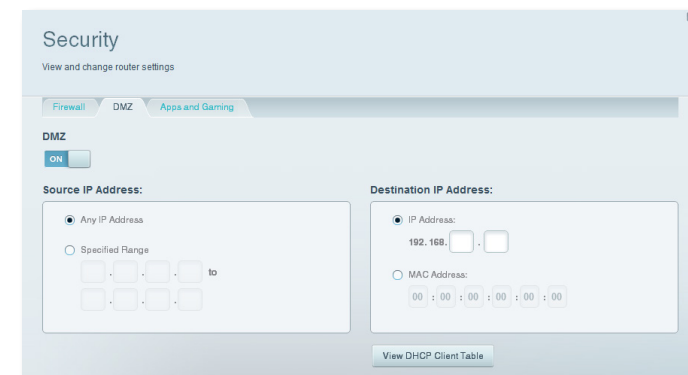 Security
View and change router settings
Firewall DMZ Apps and Gaming
DMZ
ON
Source IP Address:
Any IP Address
Specified Range
. . . to
. . .
Destination IP Address:
IP Address:
192. 168. .
MAC Address:
00 : 00 : 00 : 00 : 00 : 00
View DHCP Client Table